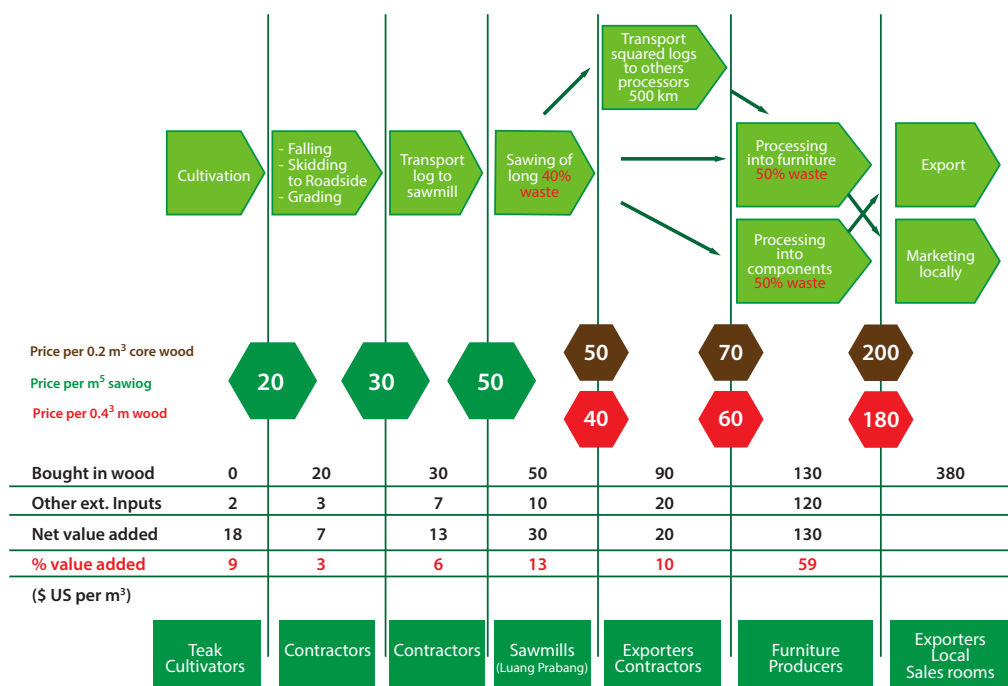 Transport
squared logs
to others
processors
500 km
Cultivation
- Falling
- Skidding
to Roadside
- Grading
Transport
log to
sawmill
Sawing of
long 40%
waste
Processing
into furniture
50% waste
Export
Processing
into
components
50% waste
Marketing
locally
Price per 0.2 m³ core wood
Price per m⁵ sawiog
Price per 0.4³ m wood
20
30
50
50
70
200
40
60
180
Bought in wood 0 20 30 50 90 130 380
Other ext. Inputs 2 3 7 10 20 120
Net value added 18 7 13 30 20 130
% value added 9 3 6 13 10 59
($ US per m³)
Teak
Cultivators
Contractors
Contractors
Sawmills
(Luang Prabang)
Exporters
Contractors
Furniture
Producers
Exporters
Local
Sales rooms